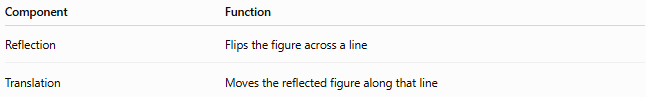 Component Function
Reflection Flips the figure across a line
Translation Moves the reflected figure along that line